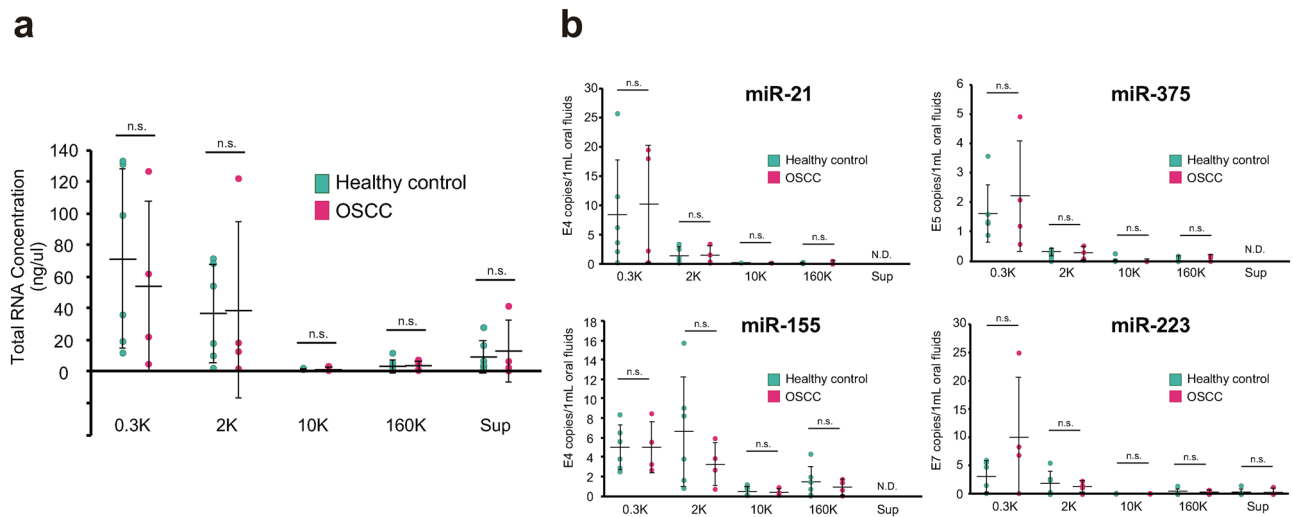 a
n.s.
n.s.
n.s.
n.s.
n.s.
Healthy control
OSCC
Total RNA Concentration
(ng/ul)
140
120
100
80
60
40
20
0
0.3K 2K 10K 160K Sup
b
miR-21
n.s.
n.s.
n.s.
n.s.
N.D.
Healthy control
OSCC
E4 copies/1mL oral fluids
30
25
20
15
10
5
0
0.3K 2K 10K 160K Sup
miR-375
n.s.
n.s.
n.s.
n.s.
N.D.
Healthy control
OSCC
E5 copies/1mL oral fluids
6
5
4
3
2
1
0
0.3K 2K 10K 160K Sup
miR-155
n.s.
n.s.
n.s.
n.s.
N.D.
Healthy control
OSCC
E4 copies/1mL oral fluids
18
16
14
12
10
8
6
4
2
0
0.3K 2K 10K 160K Sup
miR-223
n.s.
n.s.
n.s.
n.s.
n.s.
Healthy control
OSCC
E7 copies/1mL oral fluids
30
25
20
15
10
5
0
0.3K 2K 10K 160K Sup